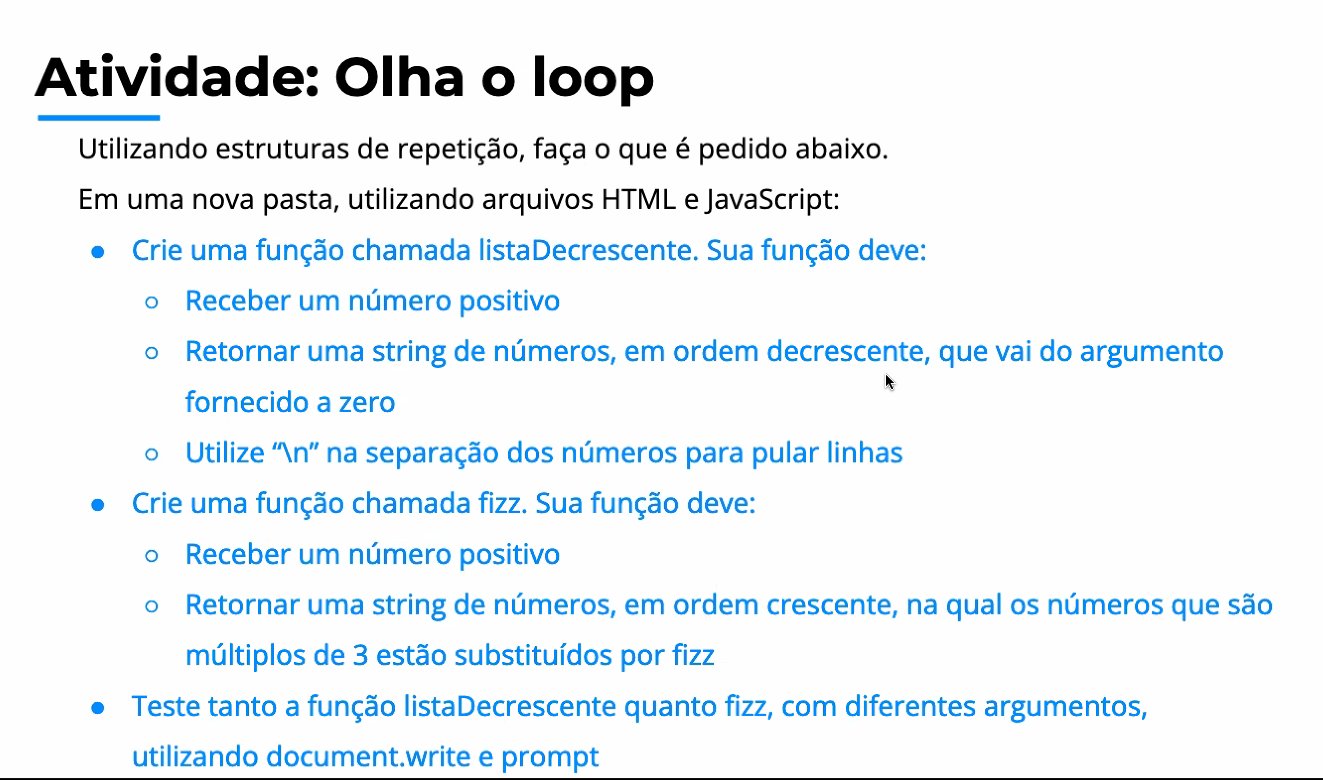 Atividade: Olha o loop
Utilizando estruturas de repetição, faça o que é pedido abaixo.
Em uma nova pasta, utilizando arquivos HTML e JavaScript:
● Crie uma função chamada listaDecrescente. Sua função deve:
○ Receber um número positivo
○ Retornar uma string de números, em ordem decrescente, que vai do argumento
fornecido a zero
○ Utilize “\n” na separação dos números para pular linhas
● Crie uma função chamada fizz. Sua função deve:
○ Receber um número positivo
○ Retornar uma string de números, em ordem crescente, na qual os números que são
múltiplos de 3 estão substituídos por fizz
● Teste tanto a função listaDecrescente quanto fizz, com diferentes argumentos,
utilizando document.write e prompt